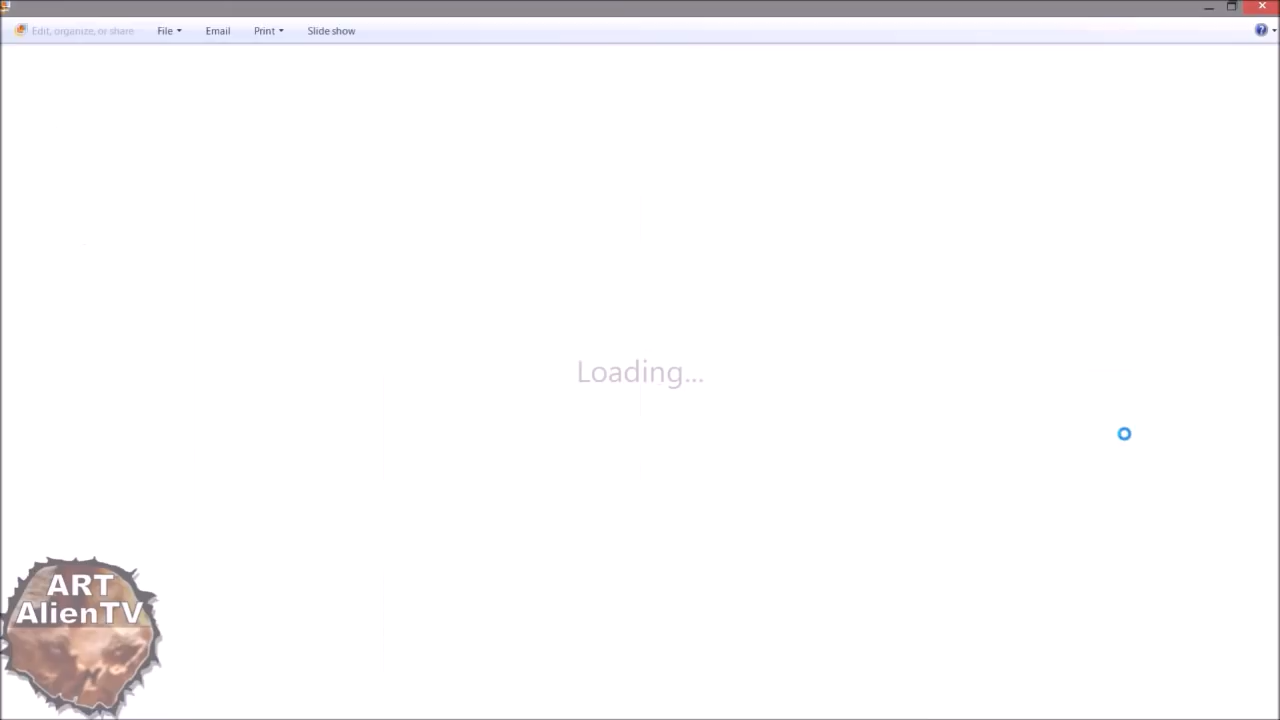 Edit, organize, or share
File
Email
Print
Slide show
?
Loading...
ART
AlienTV